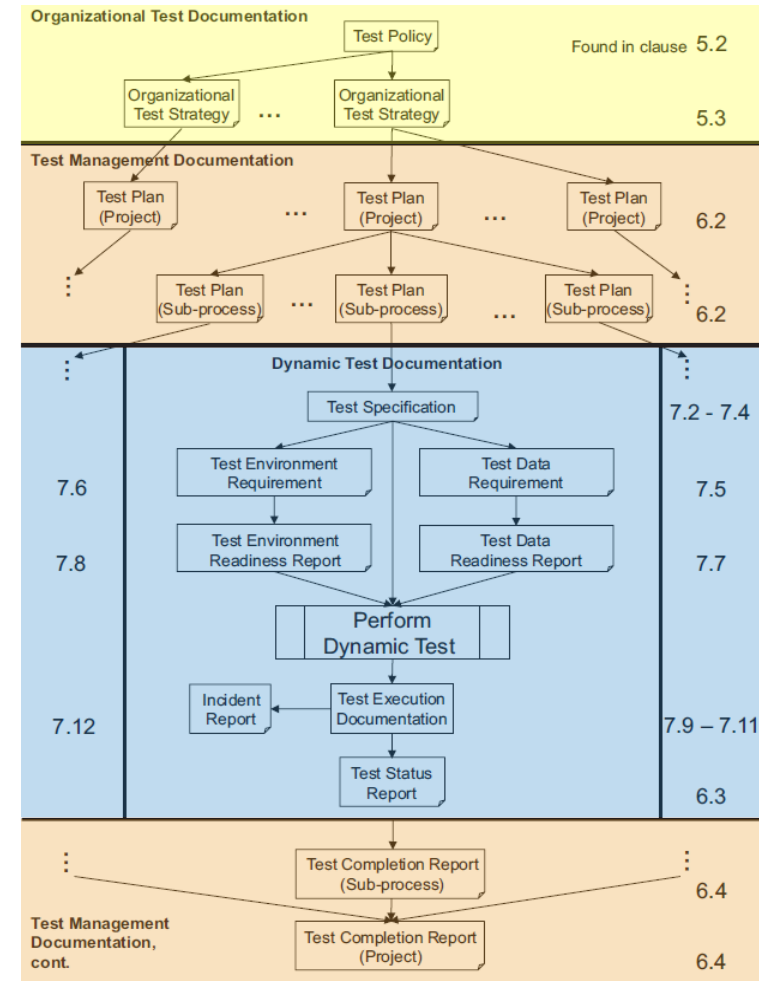 Organizational Test Documentation
Test Policy
Found in clause 5.2
Organizational
Test Strategy
...
Organizational
Test Strategy
5.3
Test Management Documentation
Test Plan
(Project)
...
Test Plan
(Project)
...
Test Plan
(Project)
6.2
Test Plan
(Sub-process)
...
Test Plan
(Sub-process)
...
Test Plan
(Sub-process)
6.2
Dynamic Test Documentation
Test Specification
7.2 - 7.4
7.6
Test Environment
Requirement
Test Data
Requirement
7.5
7.8
Test Environment
Readiness Report
Test Data
Readiness Report
7.7
Perform
Dynamic Test
7.12
Incident
Report
Test Execution
Documentation
7.9 – 7.11
Test Status
Report
6.3
Test Completion Report
(Sub-process)
6.4
Test Management
Documentation,
cont.
Test Completion Report
(Project)
6.4